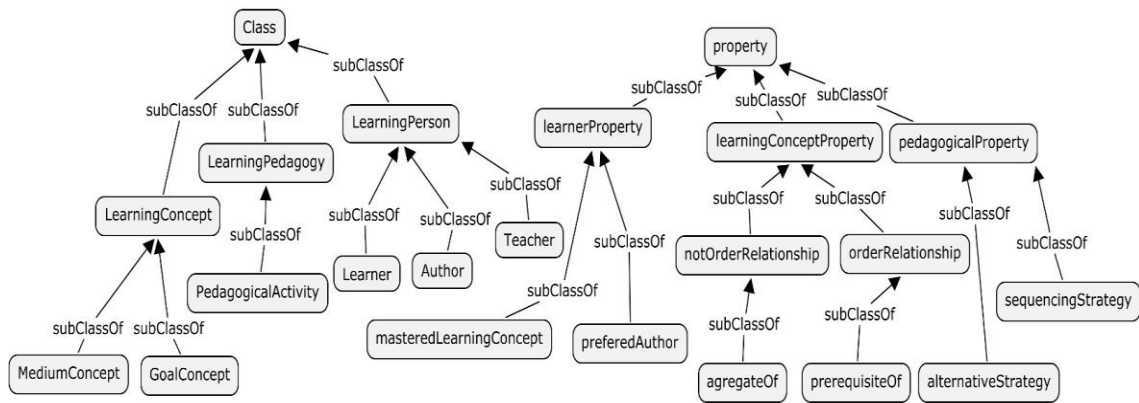 Class
property
subClassOf
subClassOf
subClassOf
subClassOf
subClassOf
subClassOf
LearningPerson
learnerProperty
learningConceptProperty
pedagogicalProperty
LearningPedagogy
subClassOf
subClassOf
subClassOf
subClassOf
LearningConcept
subClassOf
subClassOf
subClassOf
Teacher
subClassOf
subClassOf
subClassOf
notOrderRelationship
orderRelationship
Learner
Author
PedagogicalActivity
subClassOf
sequencingStrategy
subClassOf
subClassOf
subClassOf
subClassOf
masteredLearningConcept
preferedAuthor
MediumConcept
GoalConcept
agregateOf
prerequisiteOf
alternativeStrategy